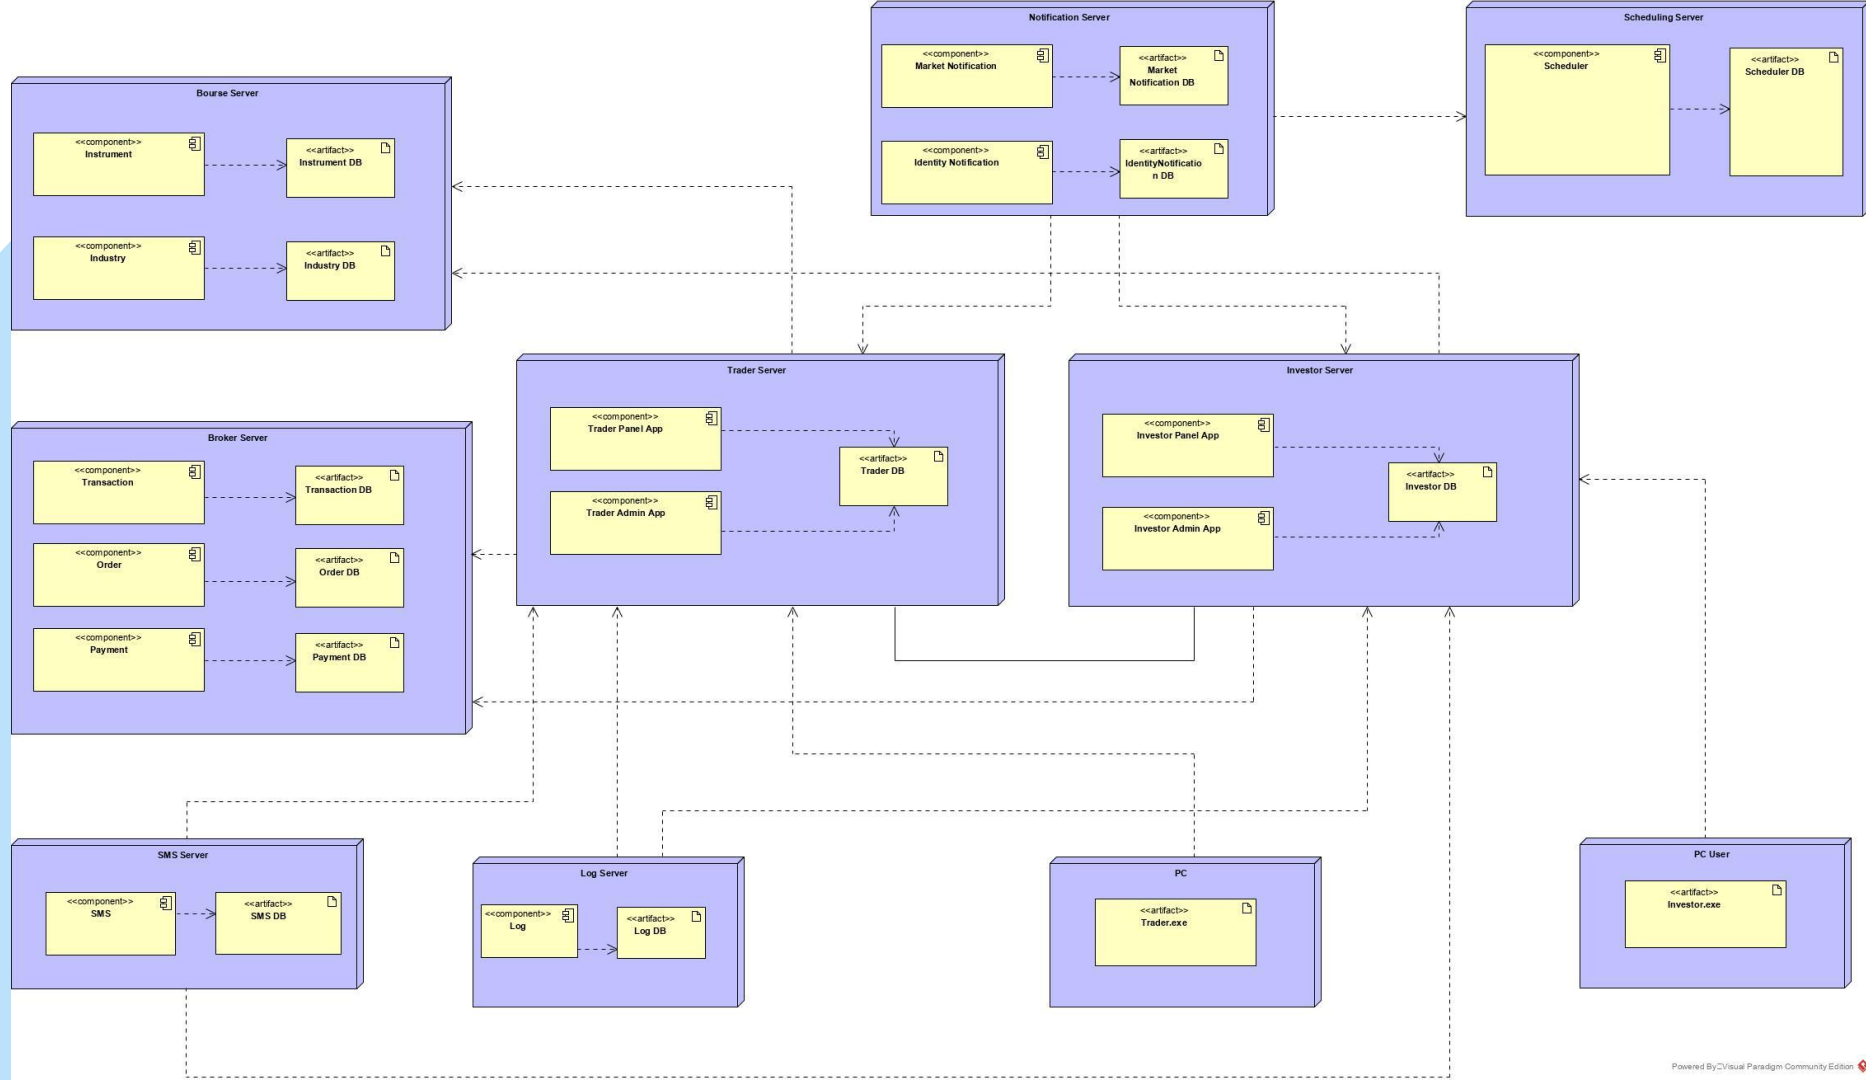 Notification Server
<<component>>
Market Notification
<<artifact>>
Market
Notification DB
<<component>>
Identity Notification
<<artifact>>
IdentityNotificatio
n DB
Scheduling Server
<<component>>
Scheduler
<<artifact>>
Scheduler DB
Bourse Server
<<component>>
Instrument
<<artifact>>
Instrument DB
<<component>>
Industry
<<artifact>>
Industry DB
Trader Server
<<component>>
Trader Panel App
<<component>>
Trader Admin App
<<artifact>>
Trader DB
Investor Server
<<component>>
Investor Panel App
<<component>>
Investor Admin App
<<artifact>>
Investor DB
Broker Server
<<component>>
Transaction
<<artifact>>
Transaction DB
<<component>>
Order
<<artifact>>
Order DB
<<component>>
Payment
<<artifact>>
Payment DB
SMS Server
<<component>>
SMS
<<artifact>>
SMS DB
Log Server
<<component>>
Log
<<artifact>>
Log DB
PC
<<artifact>>
Trader.exe
PC User
<<artifact>>
Investor.exe
Powered By Visual Paradigm Community Edition